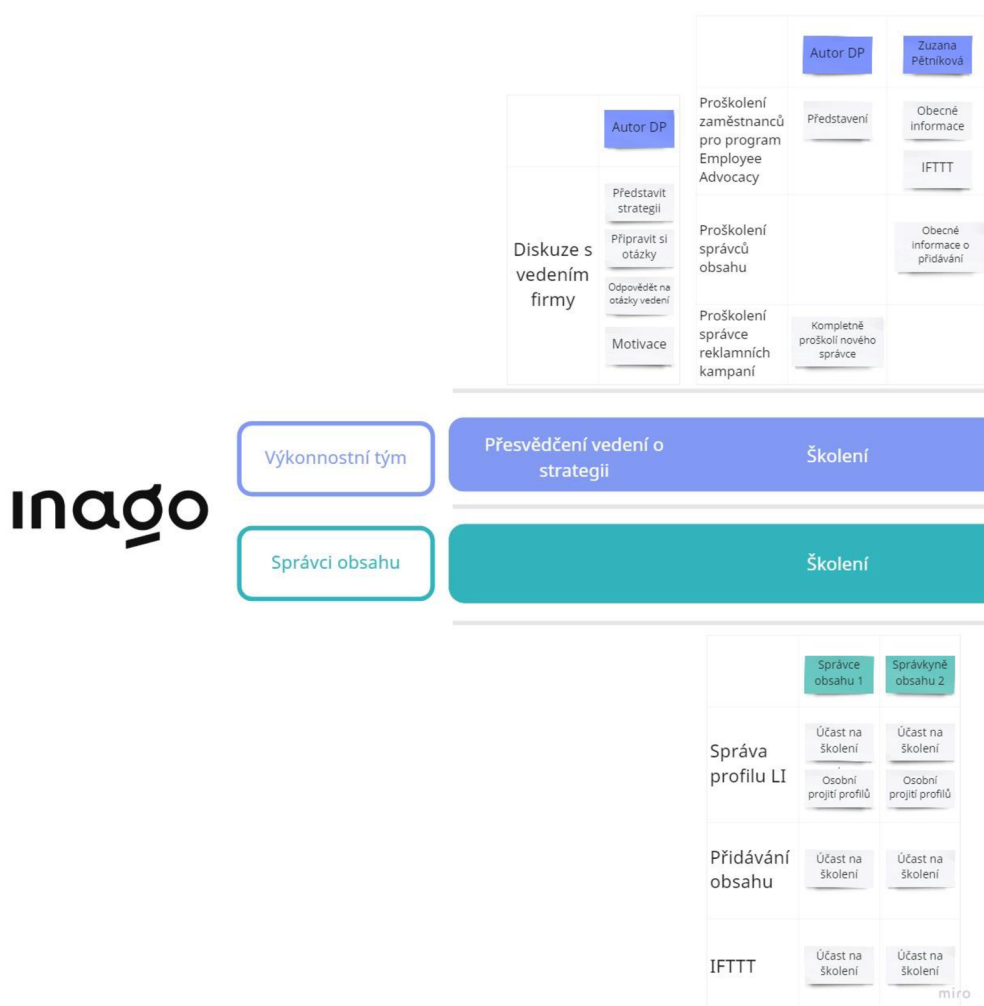 Autor DP
Zuzana
Pětníková
Proškolení
zaměstnanců
pro program
Employee
Advocacy
Představení
Obecné
informace
IFTTT
Proškolení
správců
obsahu
Obecné
informace o
přidávání
Proškolení
správce
reklamních
kampaní
Kompletně
proškolí nového
správce
Autor DP
Diskuze s
vedením
firmy
Představit
strategii
Připravit si
otázky
Odpovědět na
otázky vedení
Motivace
inago
Výkonnostní tým
Přesvědčení vedení o
strategii
Školení
Správci obsahu
Školení
Správce
obsahu 1
Správkyně
obsahu 2
Správa
profilu LI
Účast na
školení
Osobní
projití profilů
Účast na
školení
Osobní
projití profilů
Přidávání
obsahu
Účast na
školení
Účast na
školení
IFTTT
Účast na
školení
Účast na
školení
miro